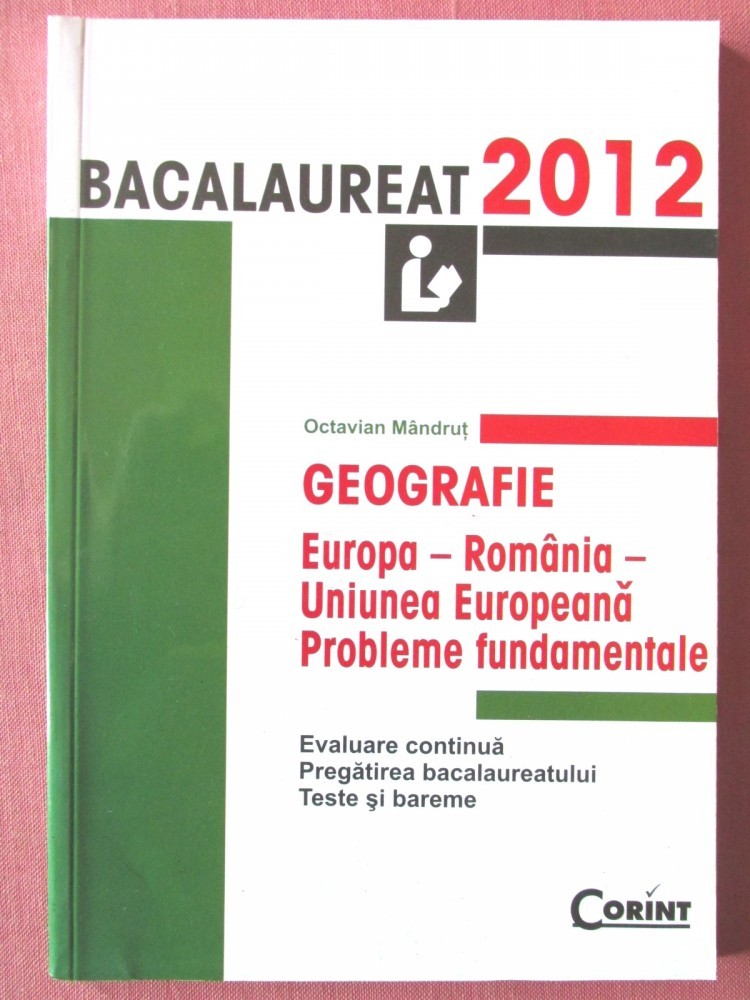 BACALAUREAT 2012
Octavian Mândruț
GEOGRAFIE
Europa – România –
Uniunea Europeană
Probleme fundamentale
Evaluare continuă
Pregătirea bacalaureatului
Teste şi bareme
CORINT